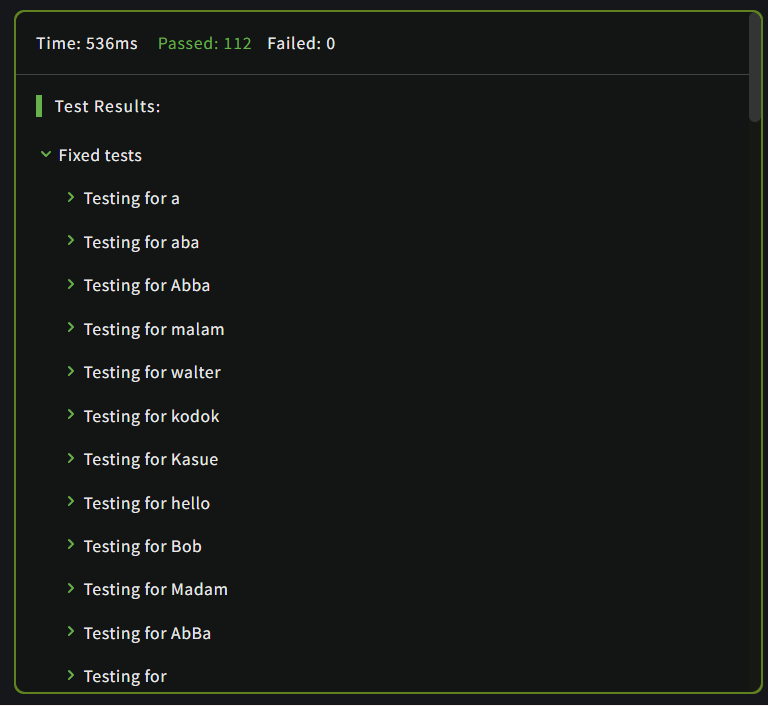 Time: 536ms Passed: 112 Failed: 0
Test Results:
Fixed tests
Testing for a
Testing for aba
Testing for Abba
Testing for malam
Testing for walter
Testing for kodok
Testing for Kasue
Testing for hello
Testing for Bob
Testing for Madam
Testing for AbBa
Testing for